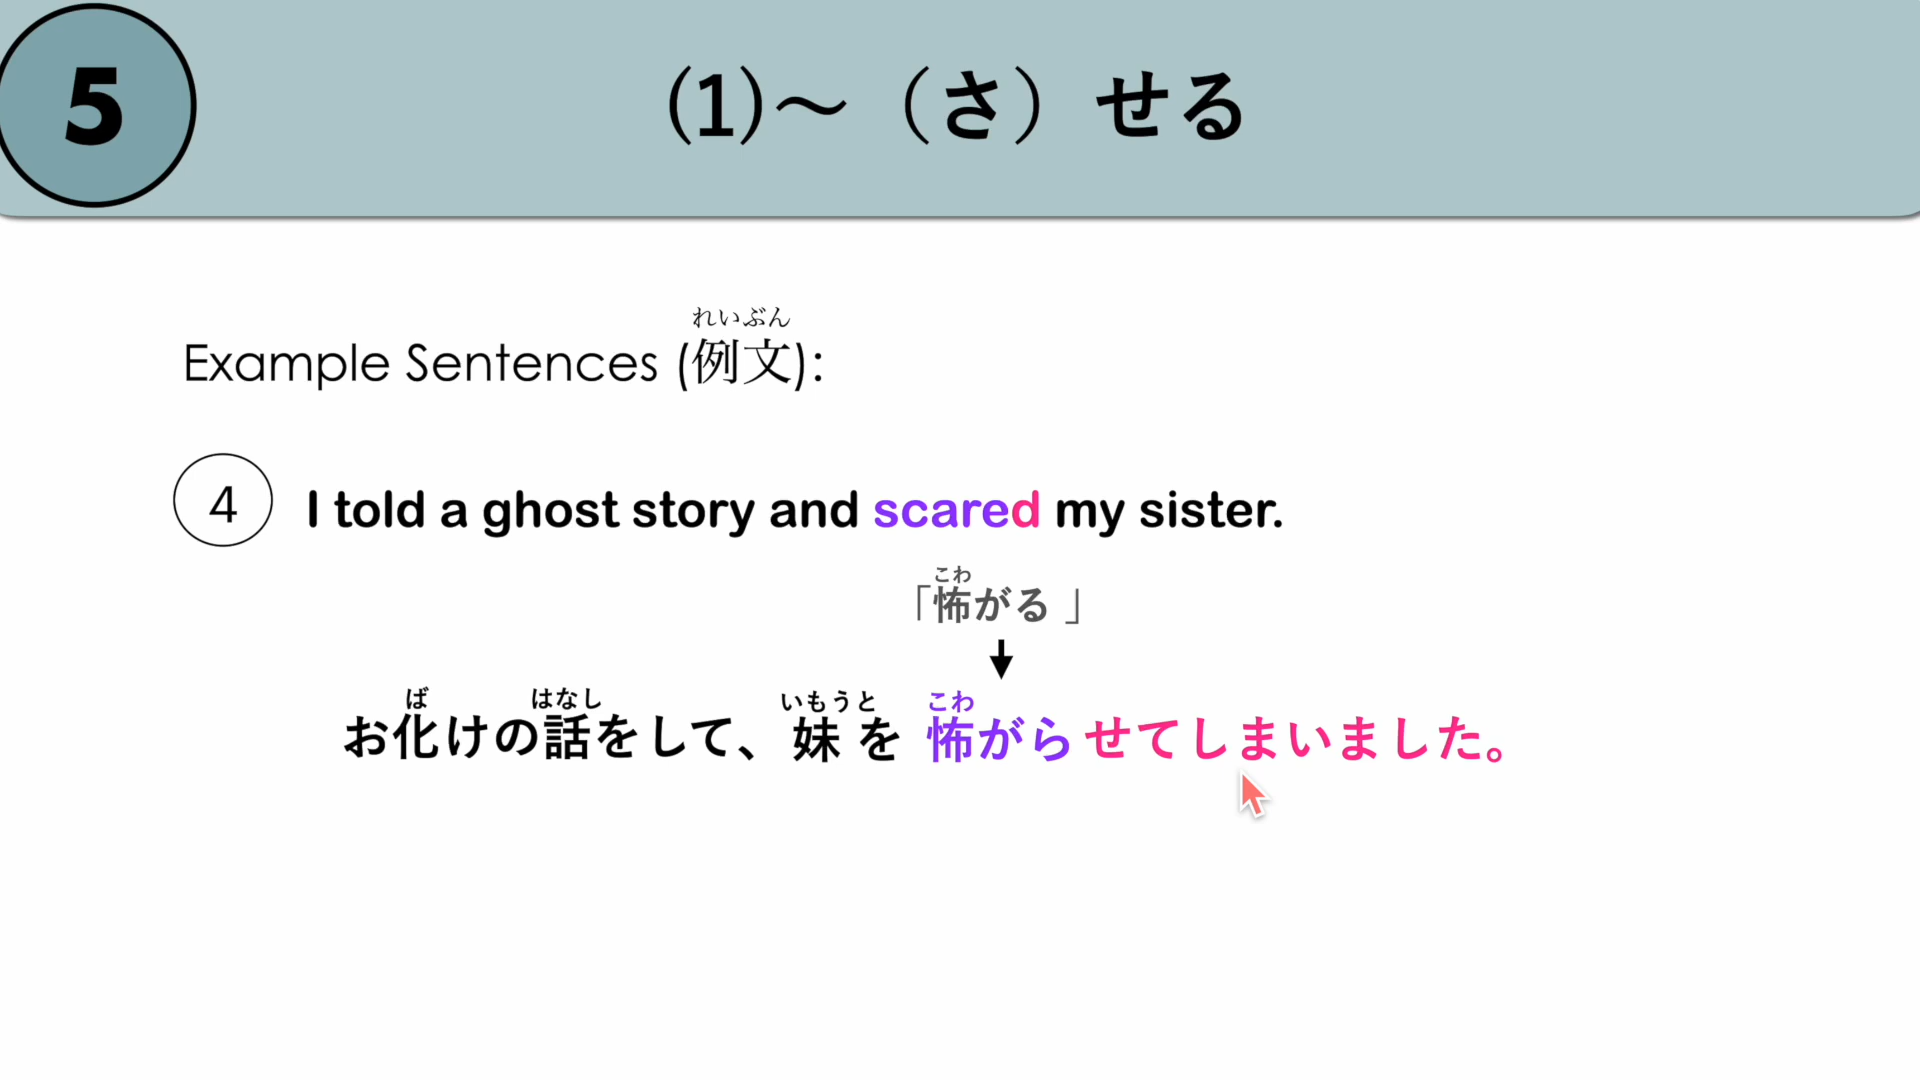 5
(1)〜（さ）せる
れいぶん
Example Sentences (例文):
4 I told a ghost story and scared my sister.
こわ
「怖がる」
ば はなし いもうと こわ
お化けの話をして、妹を怖がらせてしまいました。